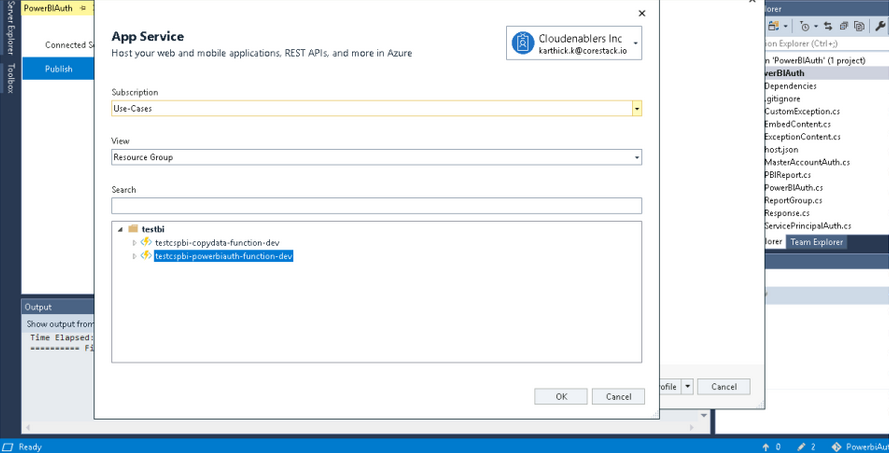 PowerBIAuth
Server Explorer
Toolbox
Connected Se
Publish
App Service
Host your web and mobile applications, REST APIs, and more in Azure
Cloudenablers Inc
karthick.k@corestack.io
Subscription
Use-Cases
View
Resource Group
Search
testbi
testcspbi-copydata-function-dev
testcspbi-powerbiauth-function-dev
OK
Cancel
rofile
Cancel
Output
Show output from
Time Elapsed:
========== Fi
lorer
ion Explorer (Ctrl+;)
n 'PowerBIAuth' (1 project)
werBIAuth
Dependencies
.gitignore
CustomException.cs
EmbedContent.cs
ExceptionContent.cs
host.json
MasterAccountAuth.cs
PBIReport.cs
PowerBIAuth.cs
ReportGroup.cs
Response.cs
ServicePrincipalAuth.cs
lorer
Team Explorer
Ready
0
2
PowerbiAut